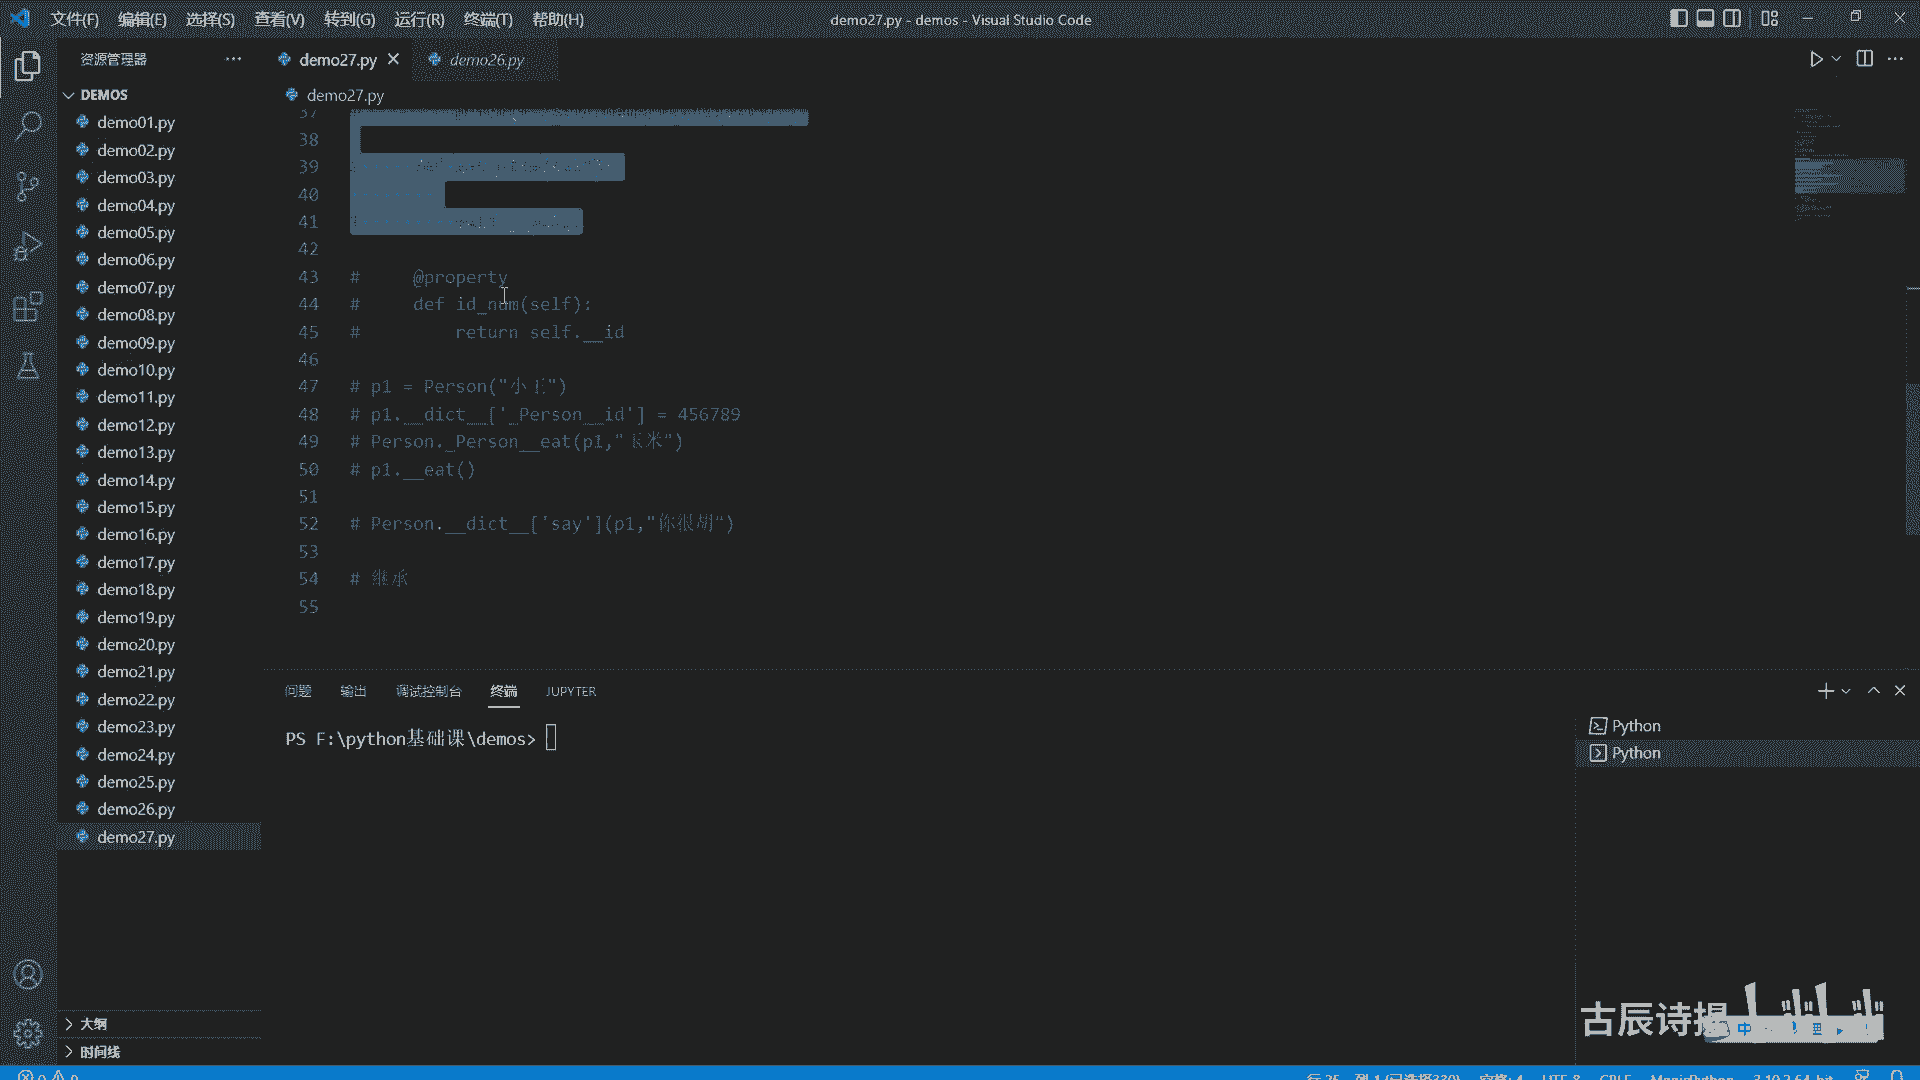 文件(F) 编辑(E) 选择(S) 查看(V) 转到(G) 运行(R) 终端(T) 帮助(H)
demo27.py - demos - Visual Studio Code
资源管理器
demo27.py
demo26.py
DEMOS
demo27.py
demo01.py
demo02.py
demo03.py
demo04.py
demo05.py
demo06.py
demo07.py
demo08.py
demo09.py
demo10.py
demo11.py
demo12.py
demo13.py
demo14.py
demo15.py
demo16.py
demo17.py
demo18.py
demo19.py
demo20.py
demo21.py
demo22.py
demo23.py
demo24.py
demo25.py
demo26.py
demo27.py
大纲
时间线
37
38
39
40
41
42
43 # @property
44 # def id_num(self):
45 # return self.__id
46
47 # p1 = Person("小王")
48 # p1.__dict__['_Person__id'] = 456789
49 # Person._Person__eat(p1,"玉米")
50 # p1.__eat()
51
52 # Person.__dict__['say'](p1,"你很胡")
53
54 # 继承
55
问题 输出 调试控制台 终端 JUPYTER
PS F:\python基础课\demos>
Python
Python
古辰诗提
中